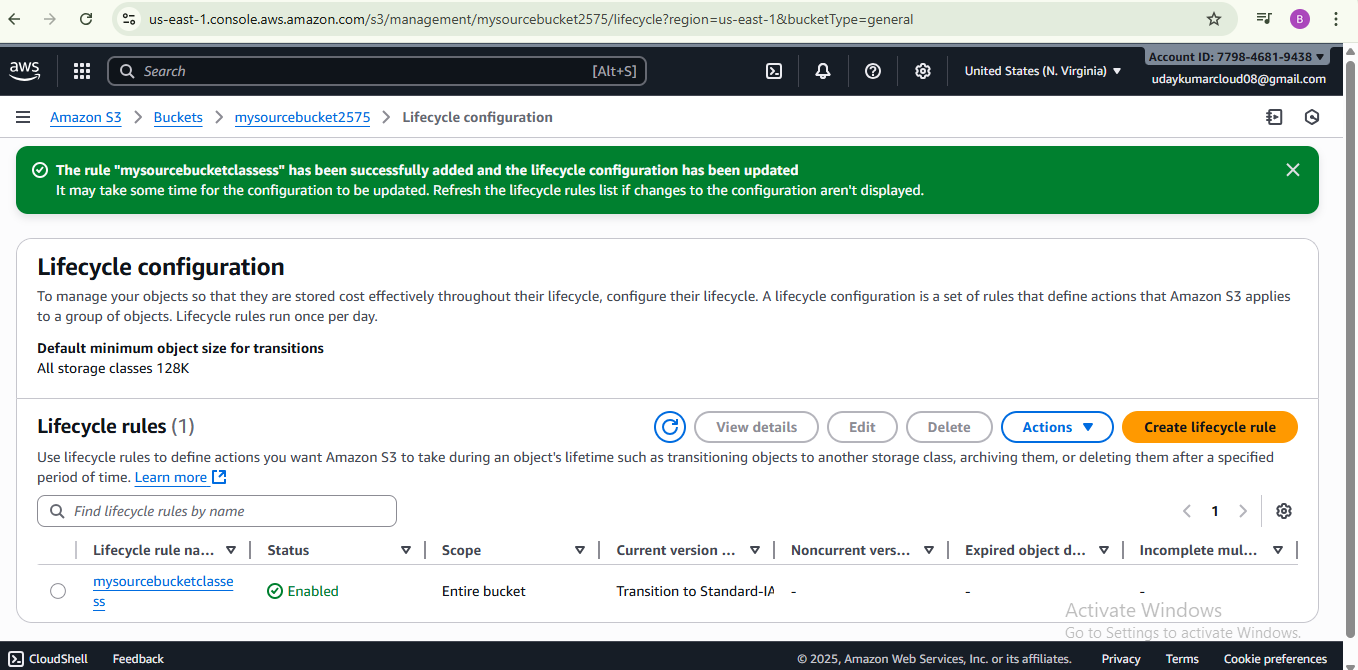 us-east-1.console.aws.amazon.com/s3/management/mysourcebucket2575/lifecycle?region=us-east-1&bucketType=general
B
aws
Search
[Alt+S]
United States (N. Virginia)
Account ID: 7798-4681-9438
udaykumarcloud08@gmail.com
Amazon S3
Buckets
mysourcebucket2575
Lifecycle configuration
The rule "mysourcebucketclassess" has been successfully added and the lifecycle configuration has been updated
It may take some time for the configuration to be updated. Refresh the lifecycle rules list if changes to the configuration aren't displayed.
Lifecycle configuration
To manage your objects so that they are stored cost effectively throughout their lifecycle, configure their lifecycle. A lifecycle configuration is a set of rules that define actions that Amazon S3 applies
to a group of objects. Lifecycle rules run once per day.
Default minimum object size for transitions
All storage classes 128K
Lifecycle rules (1)
View details
Edit
Delete
Actions
Create lifecycle rule
Use lifecycle rules to define actions you want Amazon S3 to take during an object's lifetime such as transitioning objects to another storage class, archiving them, or deleting them after a specified
period of time. Learn more
Find lifecycle rules by name
1
Lifecycle rule na...
Status
Scope
Current version ...
Noncurrent vers...
Expired object d...
Incomplete mul...
mysourcebucketclasse
ss
Enabled
Entire bucket
Transition to Standard-IA
-
-
-
Activate Windows
Go to Settings to activate Windows.
CloudShell
Feedback
© 2025, Amazon Web Services, Inc. or its affiliates.
Privacy
Terms
Cookie preferences